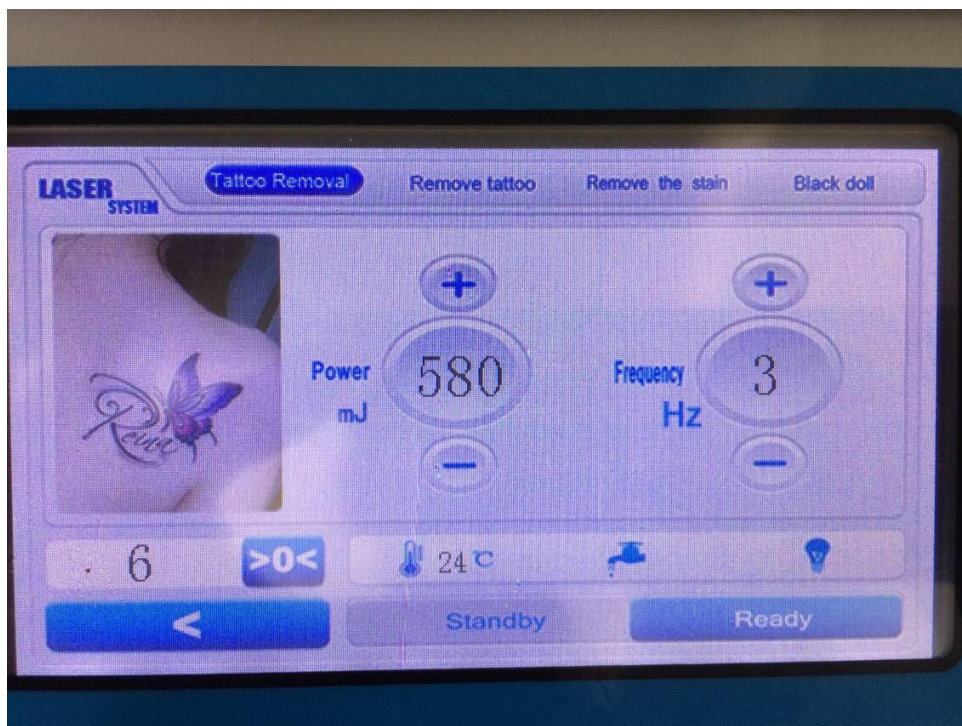 LASER
SYSTEM
Tattoo Removal
Remove tattoo
Remove the stain
Black doll
Reina
Power
mJ
+
580
−
Frequency
Hz
+
3
−
6
>0<
24℃
<
Standby
Ready